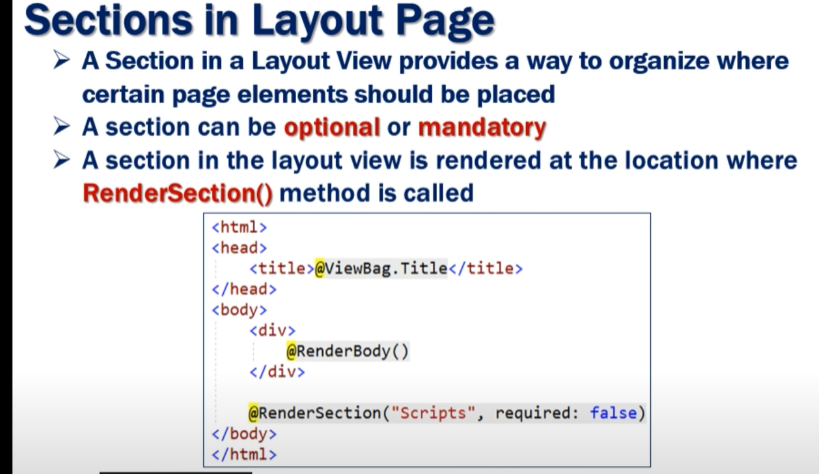 Sections in Layout Page
➢ A Section in a Layout View provides a way to organize where
certain page elements should be placed
➢ A section can be optional or mandatory
➢ A section in the layout view is rendered at the location where
RenderSection() method is called
<html>
<head>
<title>@ViewBag.Title</title>
</head>
<body>
<div>
@RenderBody()
</div>
@RenderSection("Scripts", required: false)
</body>
</html>